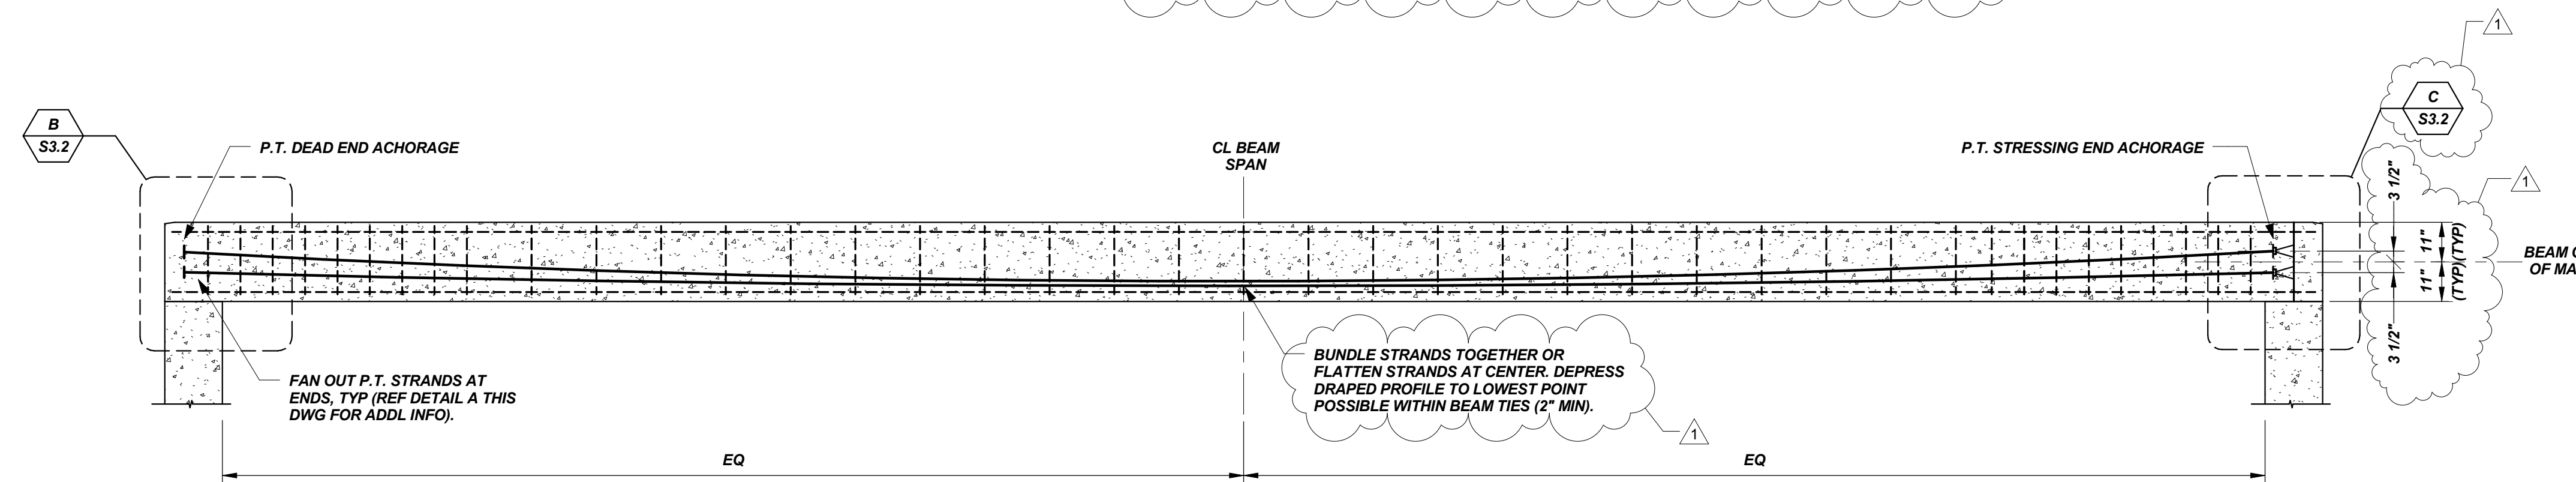 1
B
S3.2
C
S3.2
P.T. DEAD END ACHORAGE
CL BEAM
SPAN
P.T. STRESSING END ACHORAGE
1
3 1/2"
11"
(TYP)
11"
(TYP)
3 1/2"
BEAM
OF
FAN OUT P.T. STRANDS AT
ENDS, TYP (REF DETAIL A THIS
DWG FOR ADDL INFO).
BUNDLE STRANDS TOGETHER OR
FLATTEN STRANDS AT CENTER. DEPRESS
DRAPED PROFILE TO LOWEST POINT
POSSIBLE WITHIN BEAM TIES (2" MIN).
1
EQ
EQ